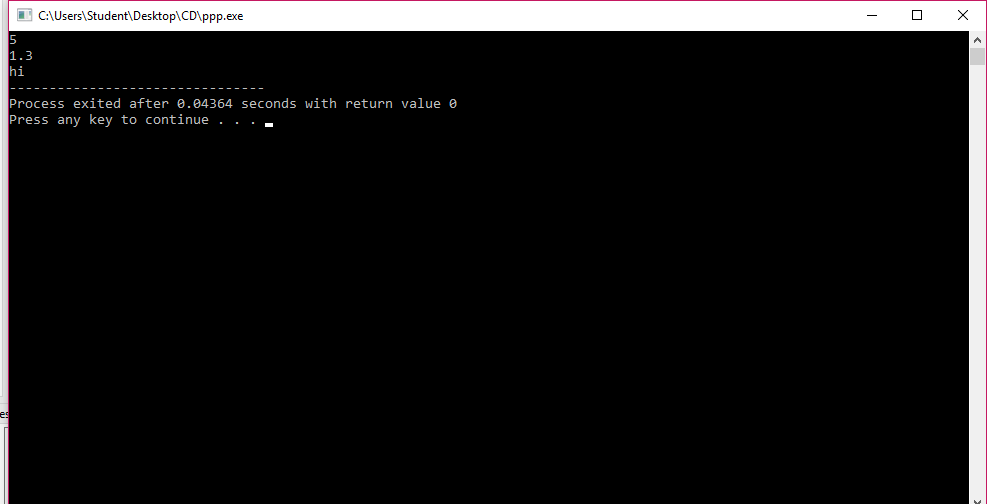 C:\Users\Student\Desktop\CD\ppp.exe
5
1.3
hi
--------------------------------
Process exited after 0.04364 seconds with return value 0
Press any key to continue . . .
es